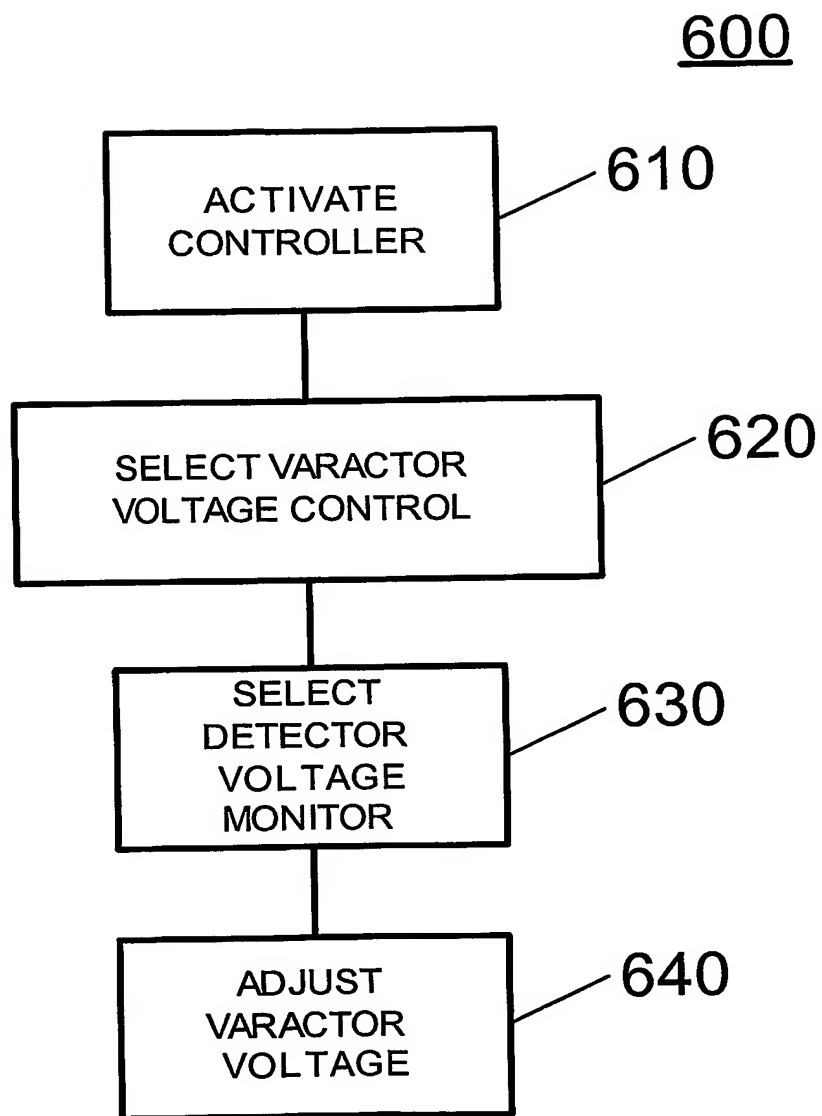 600
ACTIVATE
CONTROLLER
610
SELECT VARACTOR
VOLTAGE CONTROL
620
SELECT
DETECTOR
VOLTAGE
MONITOR
630
ADJUST
VARACTOR
VOLTAGE
640